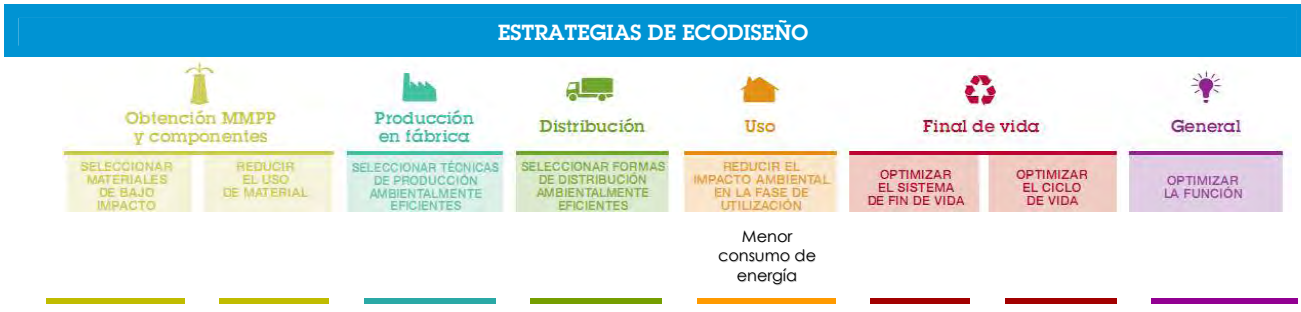 ESTRATEGIAS DE ECODISEÑO
Obtención MMPP
y componentes
Producción
en fábrica
Distribución
Uso
Final de vida
General
SELECCIONAR
MATERIALES
DE BAJO
IMPACTO
REDUCIR
EL USO
DE MATERIAL
SELECCIONAR TÉCNICAS
DE PRODUCCIÓN
AMBIENTALMENTE
EFICIENTES
SELECCIONAR FORMAS
DE DISTRIBUCIÓN
AMBIENTALMENTE
EFICIENTES
REDUCIR EL
IMPACTO AMBIENTAL
EN LA FASE DE
UTILIZACIÓN
OPTIMIZAR
EL SISTEMA
DE FIN DE VIDA
OPTIMIZAR
EL CICLO
DE VIDA
OPTIMIZAR
LA FUNCIÓN
Menor
consumo de
energía